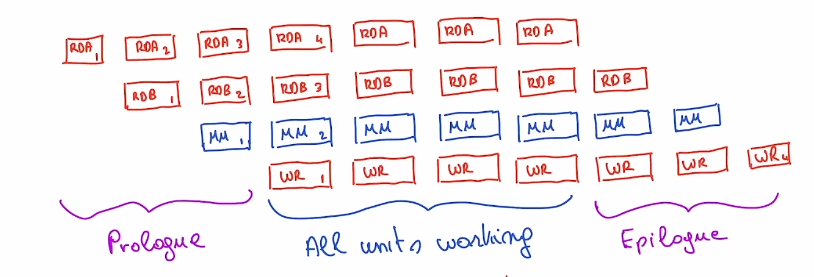 RDA 1 RDA 2 RDA 3 RDA 4 RDA RDA RDA
RDB 1 RDB 2 RDB 3 RDB RDB RDB RDB
MM 1 MM 2 MM MM MM MM MM
WR 1 WR WR WR WR WR WR 4
Prologue All units working Epilogue